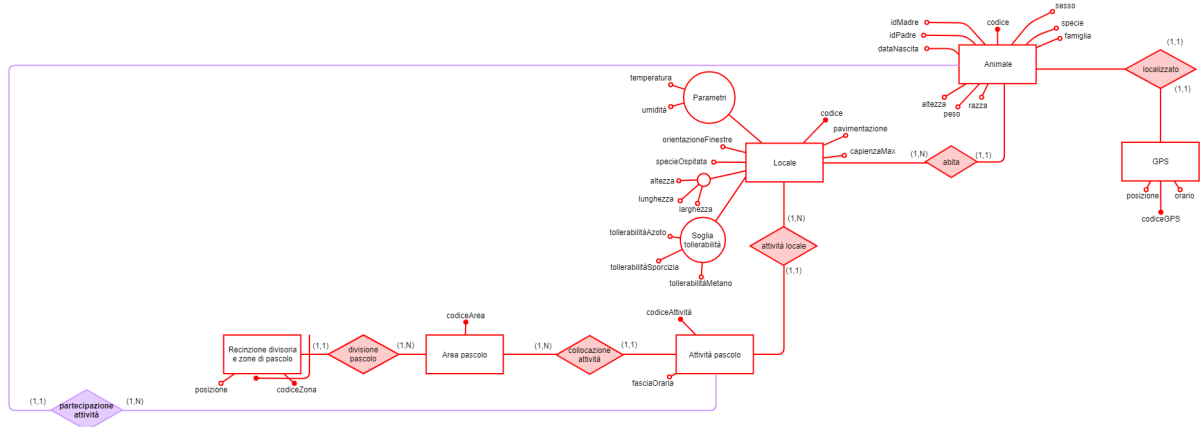 sesso
idMadre
codice
specie
idPadre
famiglia
(1,1)
dataNascita
Animale
localizzato
temperatura
Parametri
(1,1)
altezza
razza
umidità
peso
codice
pavimentazione
orientazioneFinestre
capienzaMax
specieOspitata
Locale
(1,N)
abita
(1,1)
GPS
altezza
lunghezza
larghezza
posizione
orario
codiceGPS
(1,N)
tollerabilitàAzoto
Soglia
tollerabilità
attività locale
tollerabilitàSporcizia
(1,1)
tollerabilitàMetano
codiceArea
codiceAttività
Recinzione divisoria
e zone di pascolo
(1,1)
divisione
pascolo
(1,N)
Area pascolo
(1,N)
collocazione
attività
(1,1)
Attività pascolo
fasciaOraria
posizione
codiceZona
(1,1)
partecipazione
attività
(1,N)